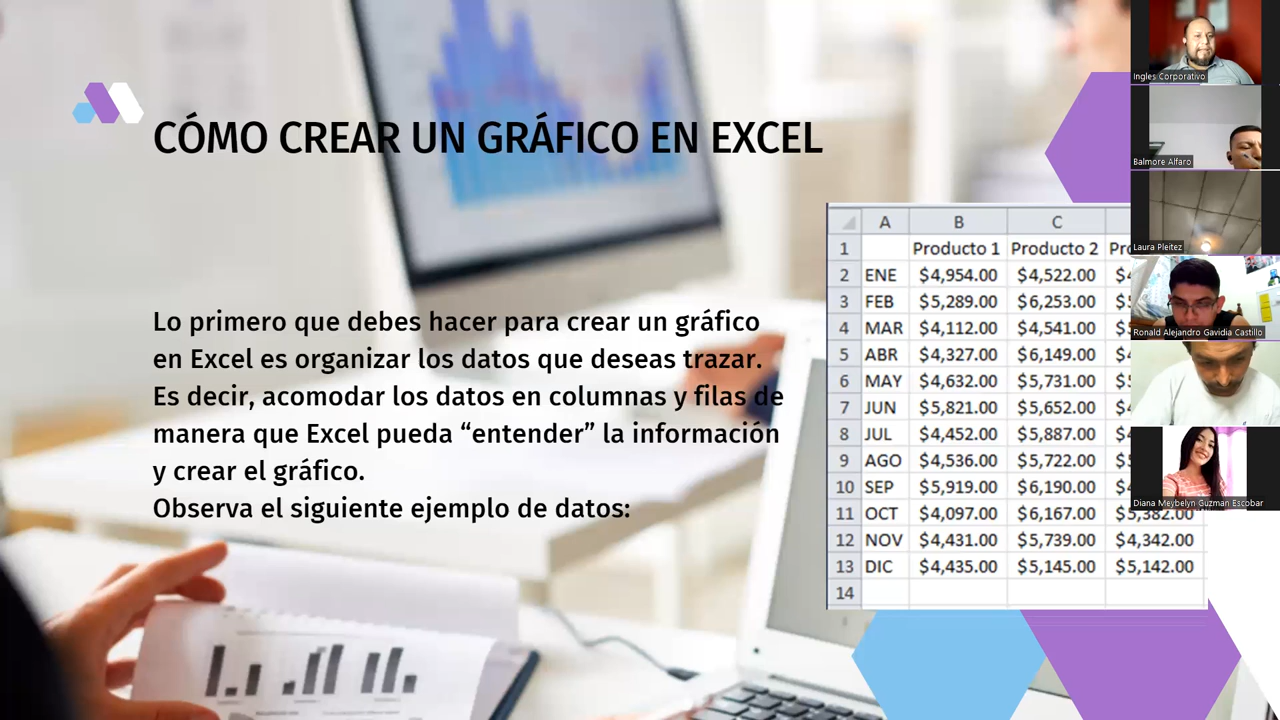 CÓMO CREAR UN GRÁFICO EN EXCEL
Lo primero que debes hacer para crear un gráfico
en Excel es organizar los datos que deseas trazar.
Es decir, acomodar los datos en columnas y filas de
manera que Excel pueda “entender” la información
y crear el gráfico.
Observa el siguiente ejemplo de datos:
A B C
1 Producto 1 Producto 2
2 ENE $4,954.00 $4,522.00
3 FEB $5,289.00 $6,253.00
4 MAR $4,112.00 $4,541.00
5 ABR $4,327.00 $6,149.00
6 MAY $4,632.00 $5,731.00
7 JUN $5,821.00 $5,652.00
8 JUL $4,452.00 $5,887.00
9 AGO $4,536.00 $5,722.00
10 SEP $5,919.00 $6,190.00
11 OCT $4,097.00 $6,167.00 $5,382.00
12 NOV $4,431.00 $5,739.00 $4,342.00
13 DIC $4,435.00 $5,145.00 $5,142.00
14
Ingles Corporativo
Balmore Alfaro
Laura Pleitez
Ronald Alejandro Gavidia Castillo
Diana Meybelyn Guzman Escobar